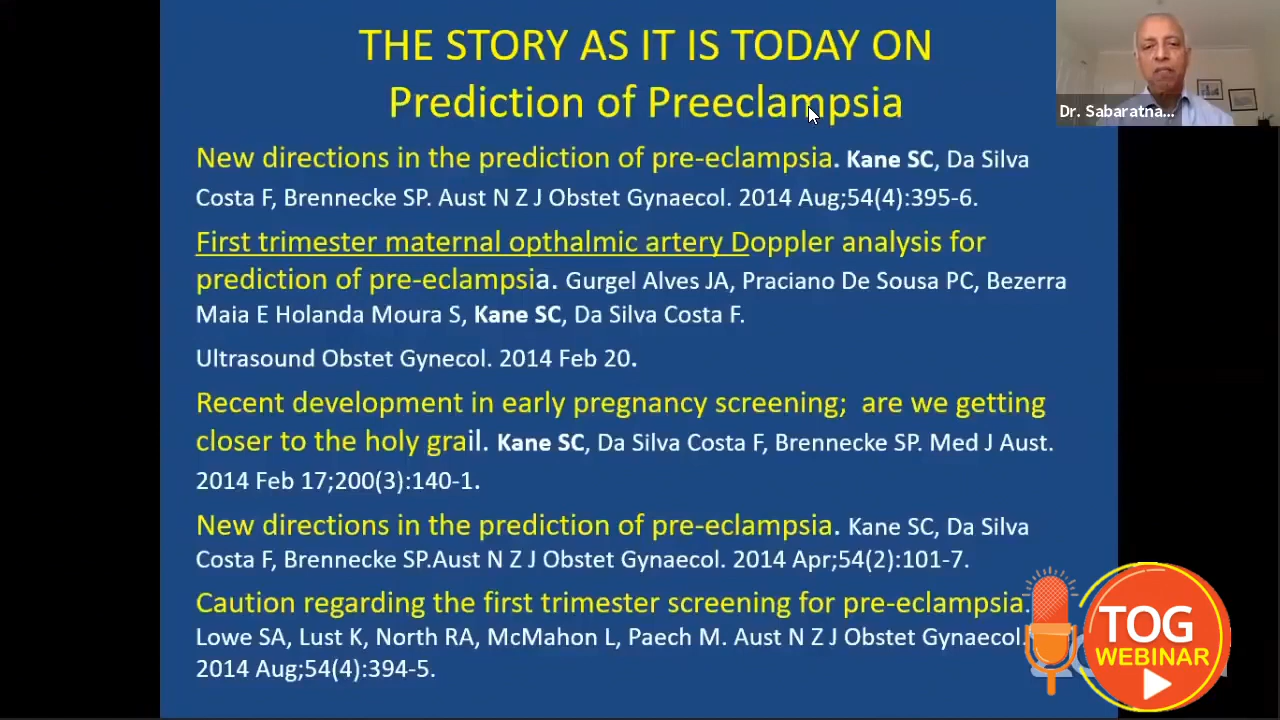 THE STORY AS IT IS TODAY ON
Prediction of Preeclampsia
Dr. Sabaratna...
New directions in the prediction of pre-eclampsia. Kane SC, Da Silva
Costa F, Brennecke SP. Aust N Z J Obstet Gynaecol. 2014 Aug;54(4):395-6.
First trimester maternal opthalmic artery Doppler analysis for
prediction of pre-eclampsia. Gurgel Alves JA, Praciano De Sousa PC, Bezerra
Maia E Holanda Moura S, Kane SC, Da Silva Costa F.
Ultrasound Obstet Gynecol. 2014 Feb 20.
Recent development in early pregnancy screening;  are we getting
closer to the holy grail. Kane SC, Da Silva Costa F, Brennecke SP. Med J Aust.
2014 Feb 17;200(3):140-1.
New directions in the prediction of pre-eclampsia. Kane SC, Da Silva
Costa F, Brennecke SP.Aust N Z J Obstet Gynaecol. 2014 Apr;54(2):101-7.
Caution regarding the first trimester screening for pre-eclampsia.
Lowe SA, Lust K, North RA, McMahon L, Paech M. Aust N Z J Obstet Gynaecol.
2014 Aug;54(4):394-5.
TOG
WEBINAR